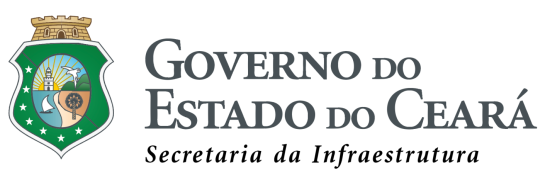 GOVERNO DO
ESTADO DO CEARÁ
Secretaria da Infraestrutura